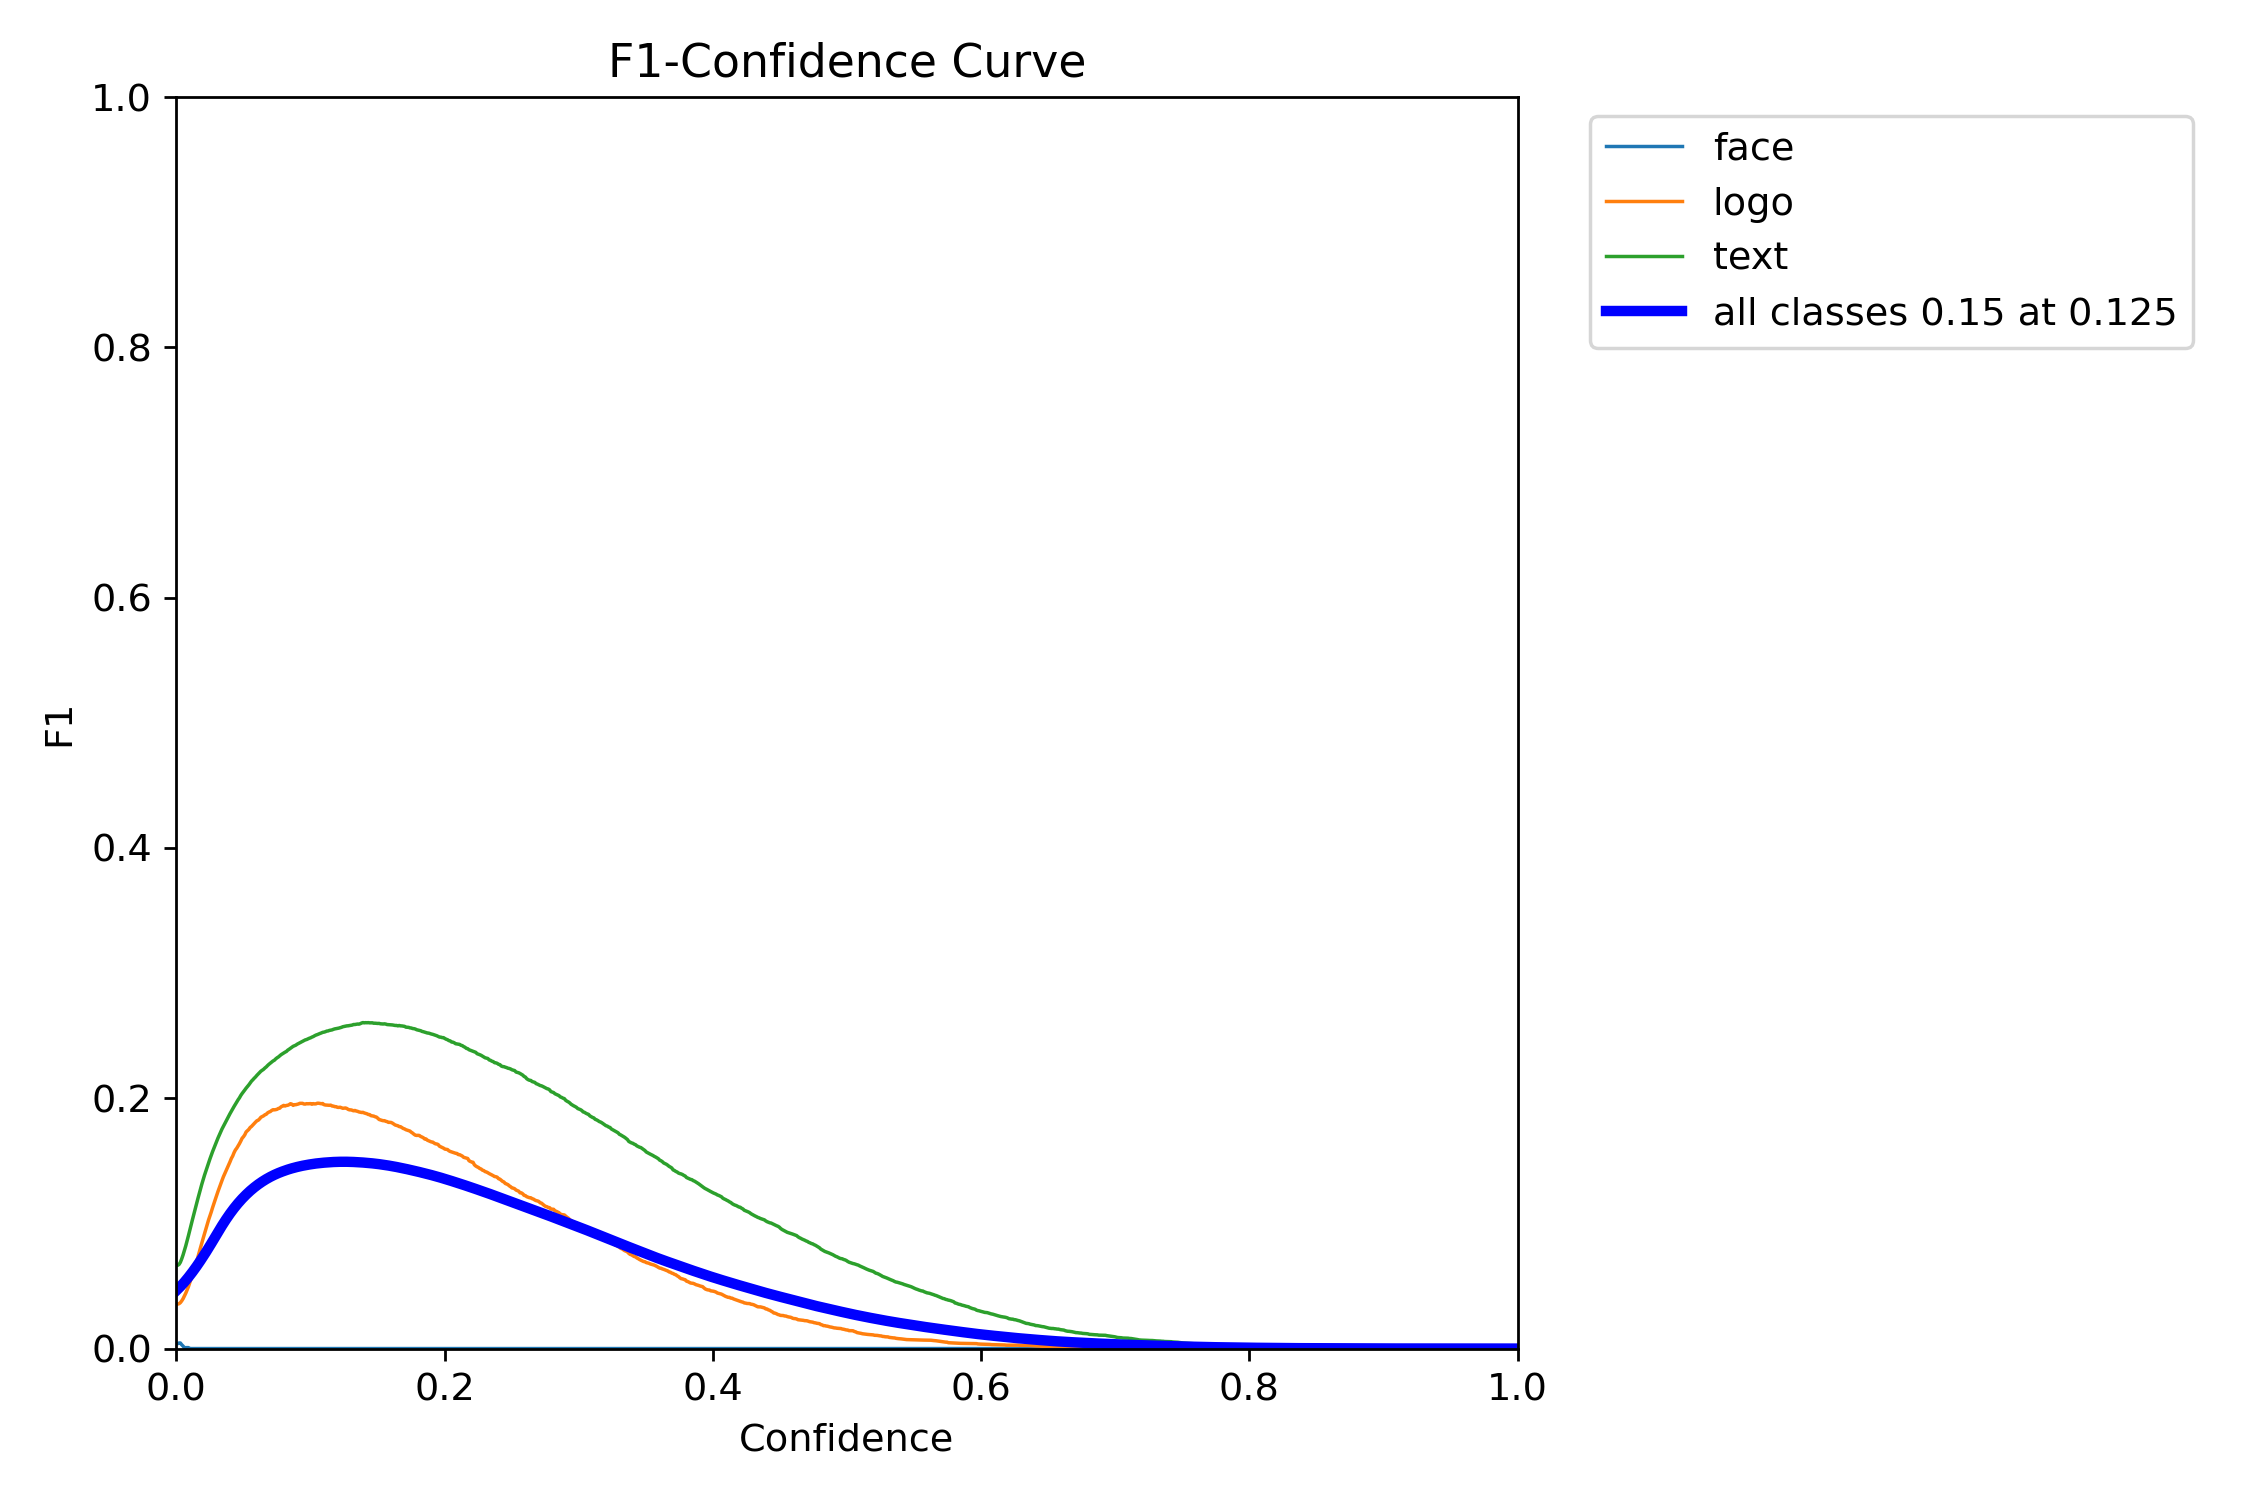 F1-Confidence Curve
1.0
0.8
0.6
0.4
0.2
0.0
F1
0.0 0.2 0.4 0.6 0.8 1.0
Confidence
face
logo
text
all classes 0.15 at 0.125